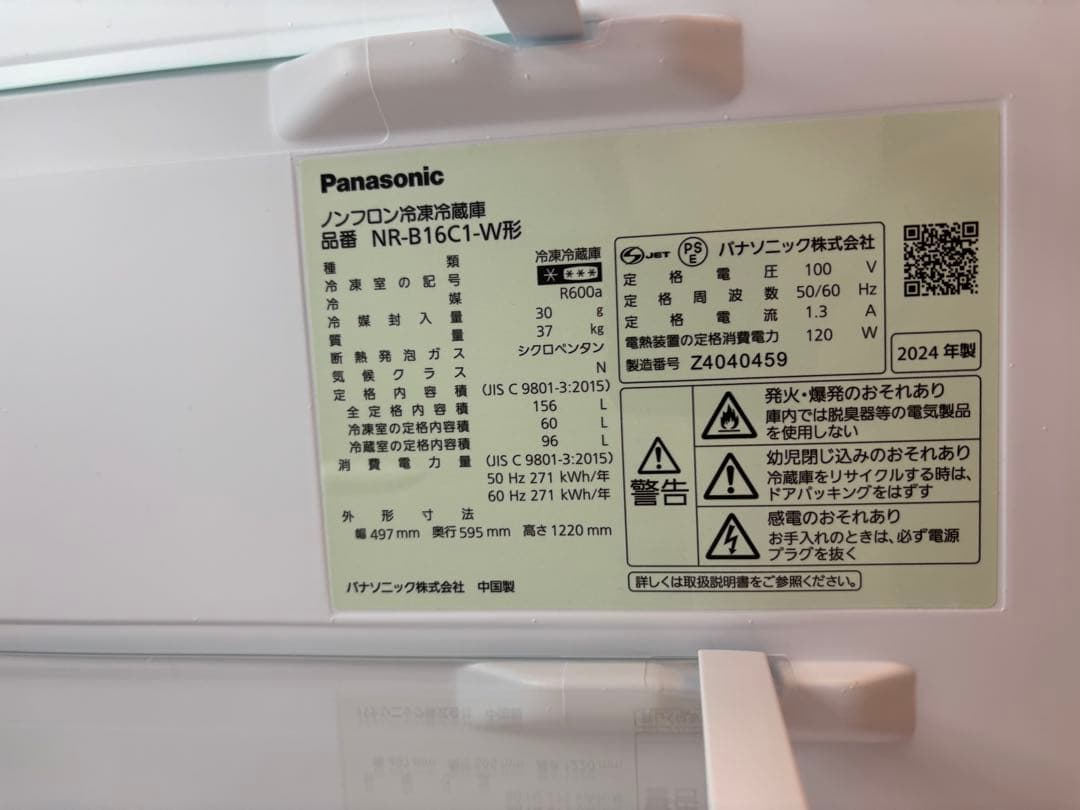 Panasonic
ノンフロン冷凍冷蔵庫
品番 NR-B16C1-W形
種類 冷凍冷蔵庫
冷凍室の記号
冷媒 R600a
冷媒封入量 30 g
質量 37 kg
断熱発泡ガス シクロペンタン
気候クラス N
定格内容積 (JIS C 9801-3:2015)
全定格内容積 156 L
冷凍室の定格内容積 60 L
冷蔵室の定格内容積 96 L
消費電力量 (JIS C 9801-3:2015)
50 Hz 271 kWh/年
60 Hz 271 kWh/年
外形寸法
幅 497 mm 奥行 595 mm 高さ 1220 mm
パナソニック株式会社 中国製
JET PSE パナソニック株式会社
定格電圧 100 V
定格周波数 50/60 Hz
定格電流 1.3 A
電熱装置の定格消費電力 120 W
製造番号 Z4040459
2024 年製
警告
発火・爆発のおそれあり
庫内では脱臭器等の電気製品
を使用しない
幼児閉じ込みのおそれあり
冷蔵庫をリサイクルする時は、
ドアパッキングをはずす
感電のおそれあり
お手入れのときは、必ず電源
プラグを抜く
詳しくは取扱説明書をご参照ください。